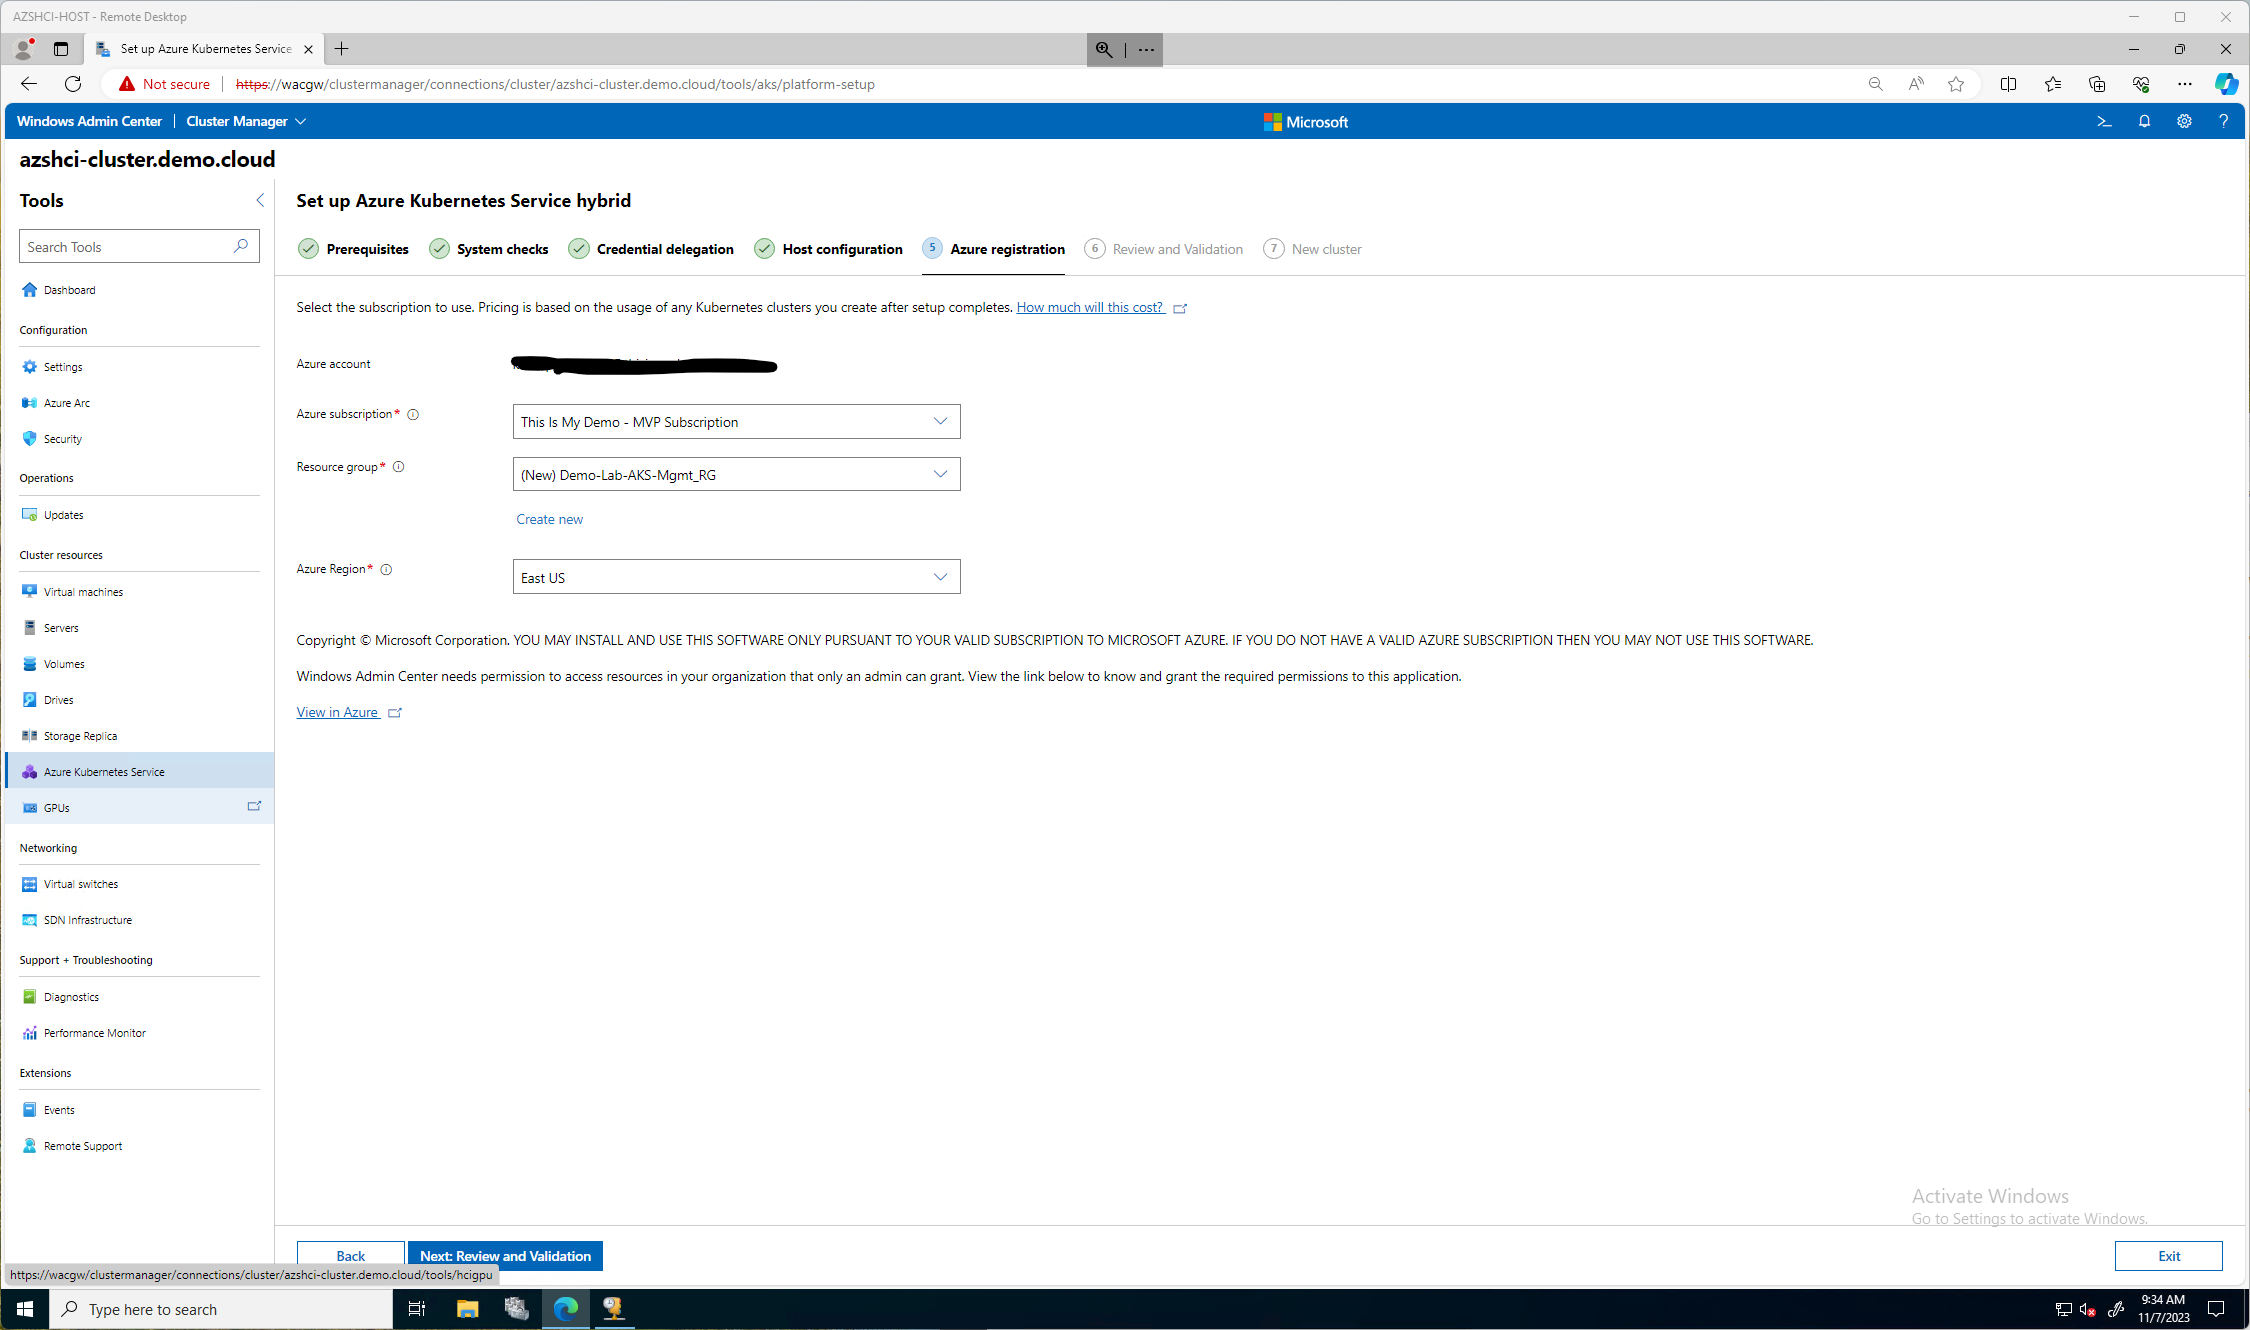 AZSHCI-HOST - Remote Desktop
Set up Azure Kubernetes Service
Not secure https://wacgw/clustermanager/connections/cluster/azshci-cluster.demo.cloud/tools/aks/platform-setup
Windows Admin Center Cluster Manager Microsoft
azshci-cluster.demo.cloud
Tools
Search Tools
Dashboard
Configuration
Settings
Azure Arc
Security
Operations
Updates
Cluster resources
Virtual machines
Servers
Volumes
Drives
Storage Replica
Azure Kubernetes Service
GPUs
Networking
Virtual switches
SDN Infrastructure
Support + Troubleshooting
Diagnostics
Performance Monitor
Extensions
Events
Remote Support
Set up Azure Kubernetes Service hybrid
Prerequisites System checks Credential delegation Host configuration 5 Azure registration 6 Review and Validation 7 New cluster
Select the subscription to use. Pricing is based on the usage of any Kubernetes clusters you create after setup completes. How much will this cost?
Azure account
Azure subscription* This Is My Demo - MVP Subscription
Resource group* (New) Demo-Lab-AKS-Mgmt_RG
Create new
Azure Region* East US
Copyright © Microsoft Corporation. YOU MAY INSTALL AND USE THIS SOFTWARE ONLY PURSUANT TO YOUR VALID SUBSCRIPTION TO MICROSOFT AZURE. IF YOU DO NOT HAVE A VALID AZURE SUBSCRIPTION THEN YOU MAY NOT USE THIS SOFTWARE.
Windows Admin Center needs permission to access resources in your organization that only an admin can grant. View the link below to know and grant the required permissions to this application.
View in Azure
Activate Windows
Go to Settings to activate Windows.
Back Next: Review and Validation Exit
https://wacgw/clustermanager/connections/cluster/azshci-cluster.demo.cloud/tools/hcigpu
Type here to search
9:34 AM
11/7/2023